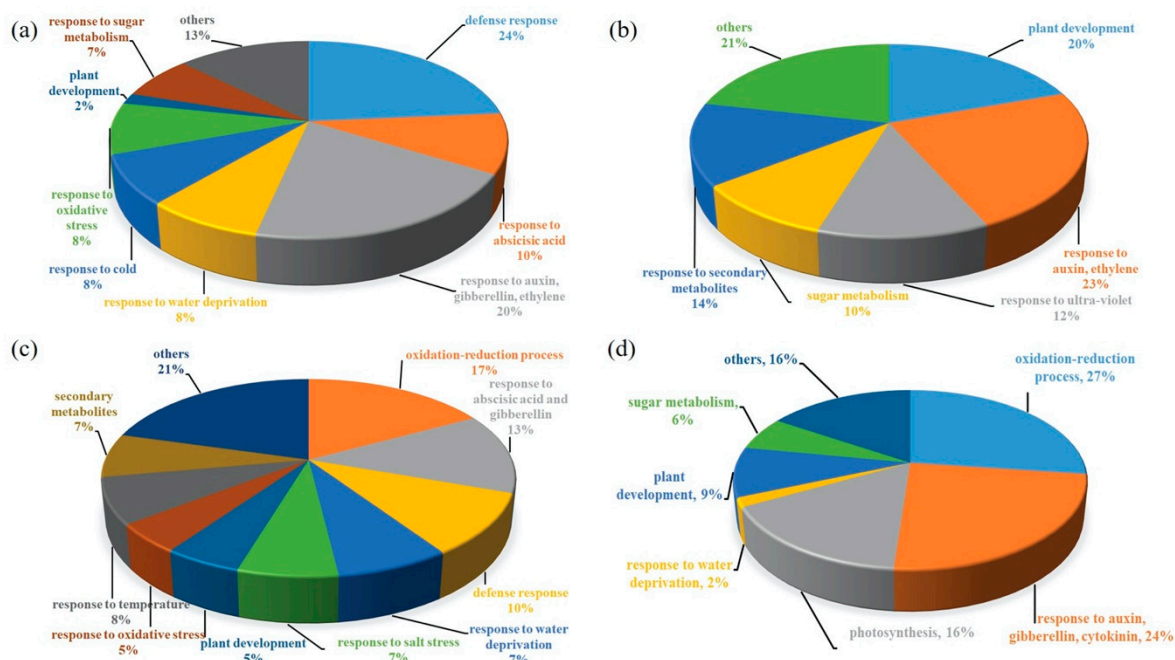 (a)
response to sugar
metabolism
7%
others
13%
defense response
24%
plant
development
2%
response to
oxidative
stress
8%
response to cold
8%
response to water deprivation
8%
response to
abscisic acid
10%
response to auxin,
gibberellin, ethylene
20%
(b)
others
21%
plant development
20%
response to secondary
metabolites
14%
sugar metabolism
10%
response to ultra-violet
12%
response to
auxin, ethylene
23%
(c)
others
21%
oxidation-reduction process
17%
secondary
metabolites
7%
response to
abscisic acid and
gibberellin
13%
response to temperature
8%
response to oxidative stress
5%
plant development
5%
response to salt stress
7%
defense response
10%
response to water
deprivation
7%
(d)
others, 16%
oxidation-reduction
process, 27%
sugar metabolism,
6%
plant
development, 9%
response to water
deprivation, 2%
photosynthesis, 16%
response to auxin,
gibberellin, cytokinin, 24%